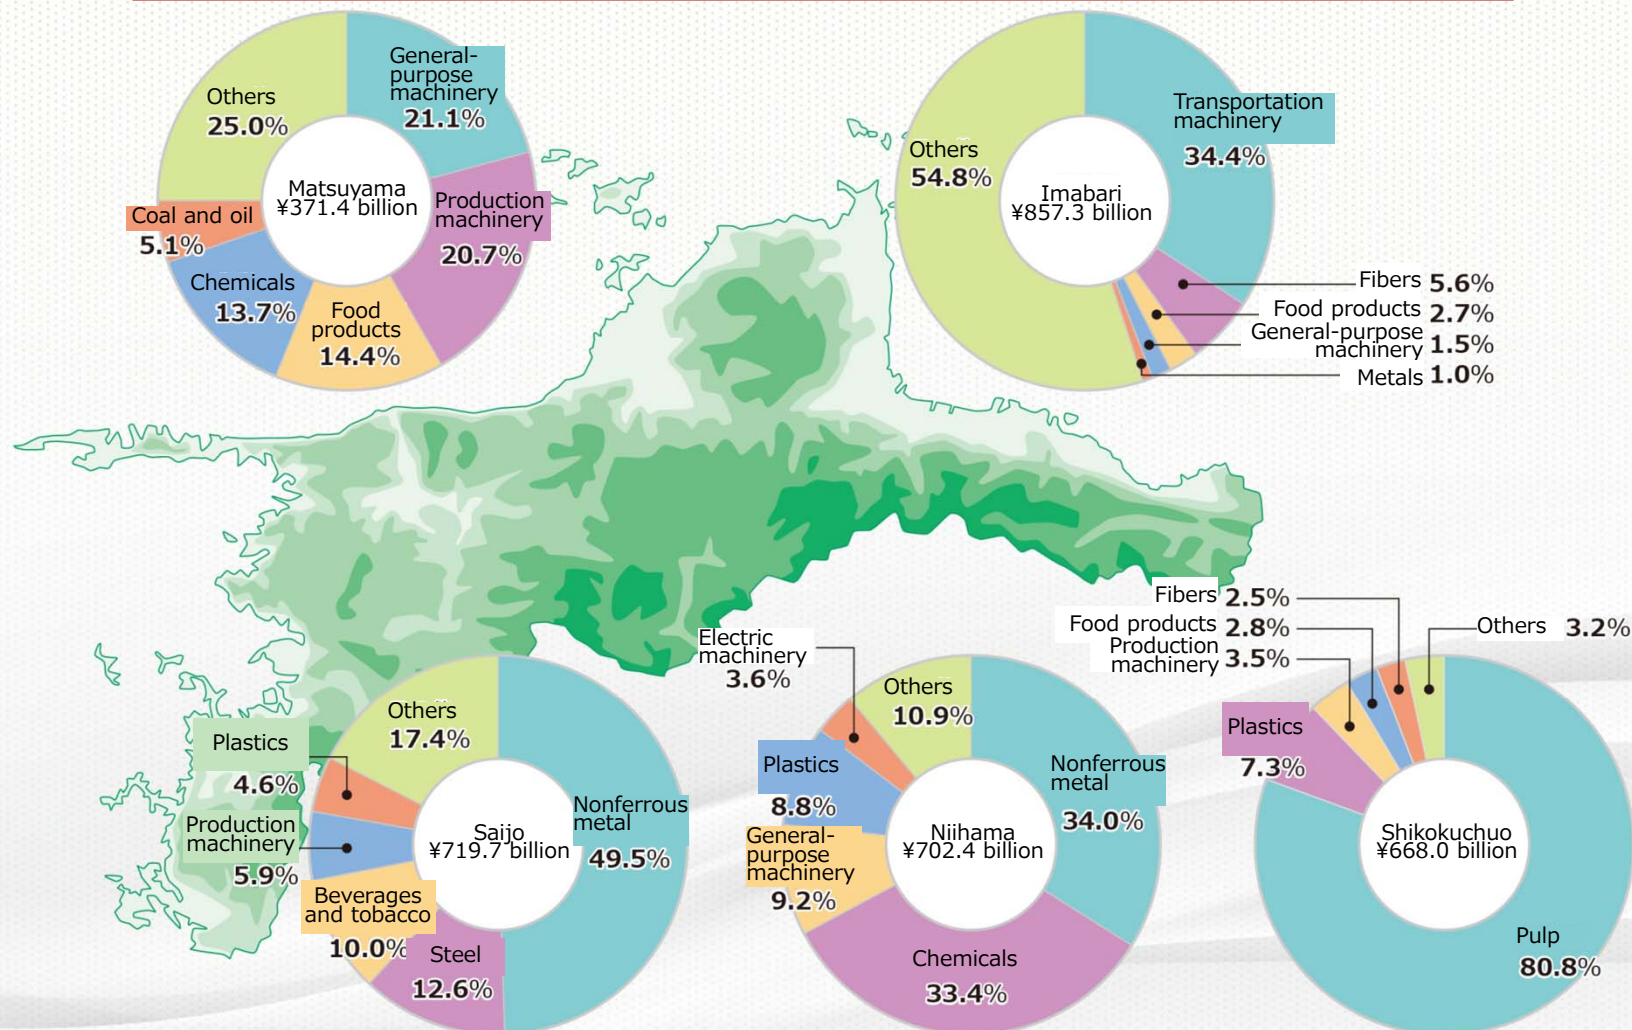 General-
purpose
machinery
21.1%
Production
machinery
20.7%
Food
products
14.4%
Chemicals
13.7%
Coal and oil
5.1%
Others
25.0%
Matsuyama
¥371.4 billion
Transportation
machinery
34.4%
Fibers 5.6%
Food products 2.7%
General-purpose
machinery 1.5%
Metals 1.0%
Others
54.8%
Imabari
¥857.3 billion
Nonferrous
metal
49.5%
Steel
12.6%
Beverages
and tobacco
10.0%
Production
machinery
5.9%
Plastics
4.6%
Others
17.4%
Saijo
¥719.7 billion
Nonferrous
metal
34.0%
Chemicals
33.4%
General-
purpose
machinery
9.2%
Plastics
8.8%
Electric
machinery
3.6%
Others
10.9%
Niihama
¥702.4 billion
Pulp
80.8%
Plastics
7.3%
Production
machinery 3.5%
Food products 2.8%
Fibers 2.5%
Others 3.2%
Shikokuchuo
¥668.0 billion